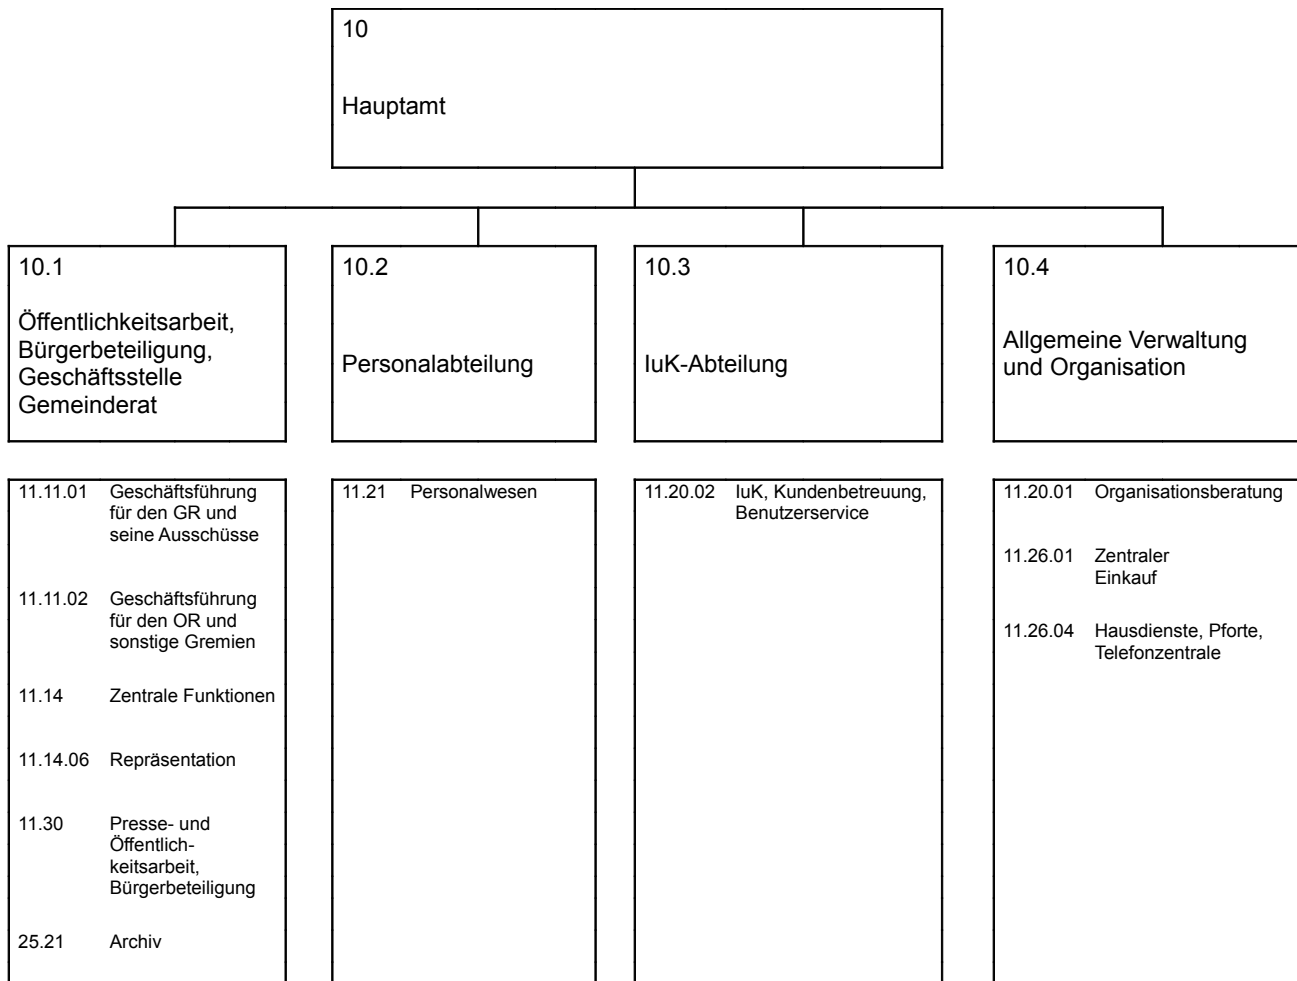 10
Hauptamt
10.1
Öffentlichkeitsarbeit,
Bürgerbeteiligung,
Geschäftsstelle
Gemeinderat
10.2
Personalabteilung
10.3
IuK-Abteilung
10.4
Allgemeine Verwaltung
und Organisation
11.11.01 Geschäftsführung
für den GR und
seine Ausschüsse
11.11.02 Geschäftsführung
für den OR und
sonstige Gremien
11.14 Zentrale Funktionen
11.14.06 Repräsentation
11.30 Presse- und
Öffentlich-
keitsarbeit,
Bürgerbeteiligung
25.21 Archiv
11.21 Personalwesen
11.20.02 IuK, Kundenbetreuung,
Benutzerservice
11.20.01 Organisationsberatung
11.26.01 Zentraler
Einkauf
11.26.04 Hausdienste, Pforte,
Telefonzentrale